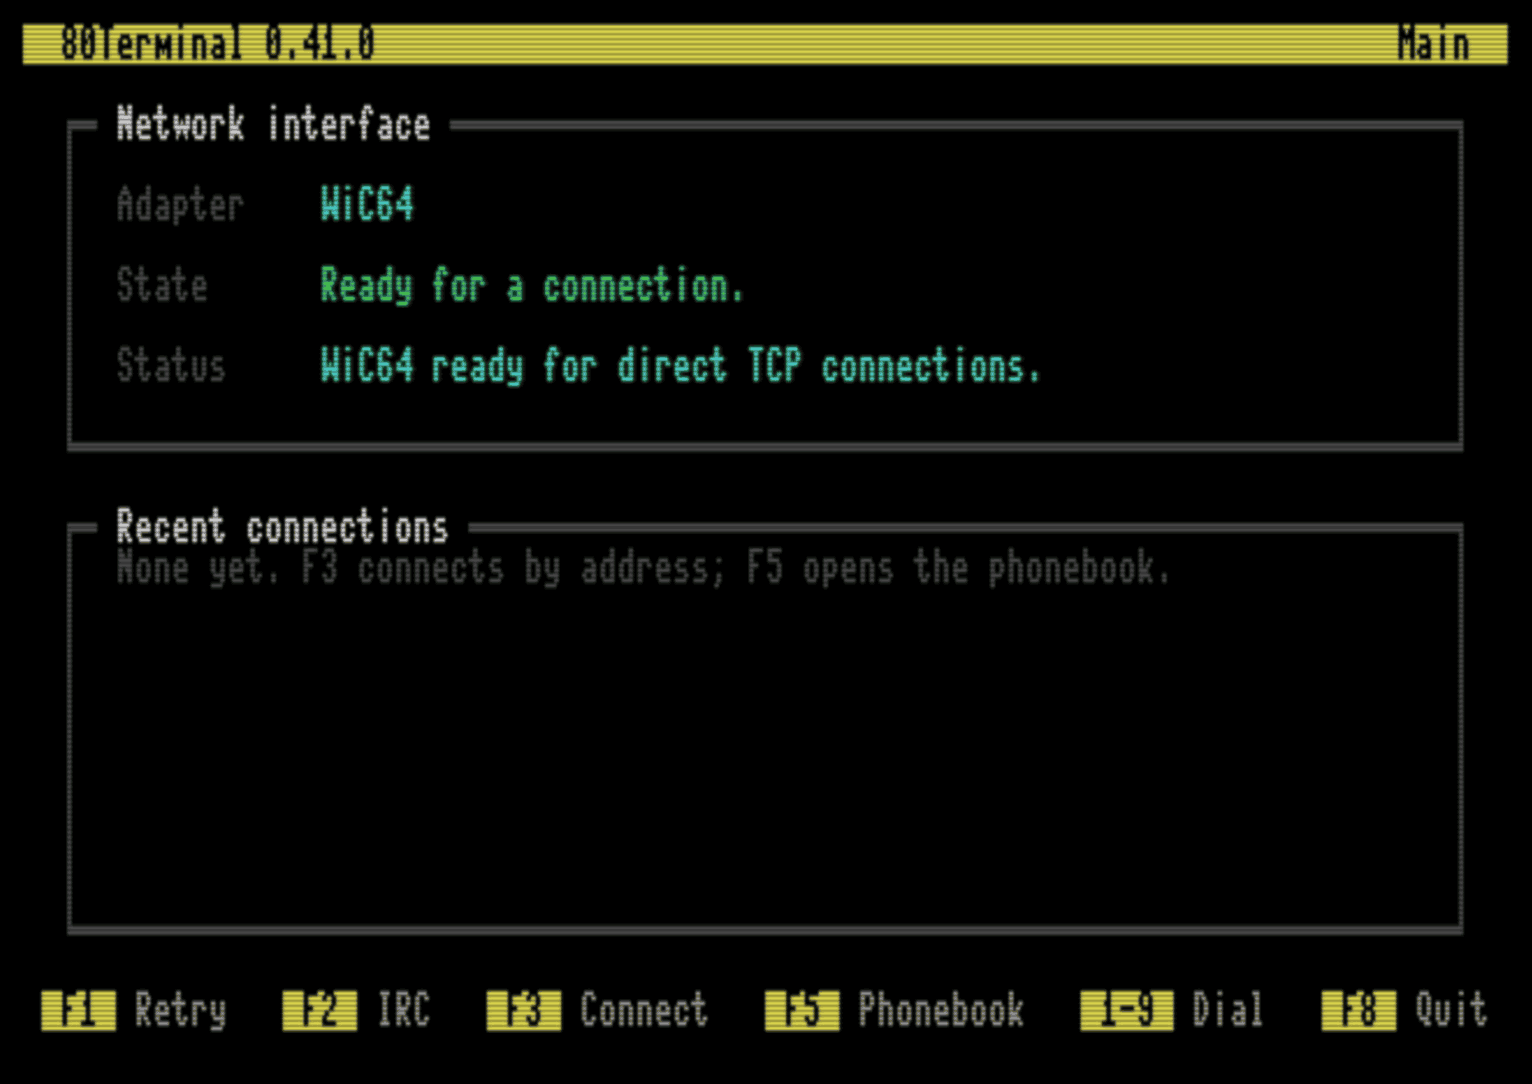 80Terminal 0.41.0 Main
Network interface
Adapter WiC64
State Ready for a connection.
Status WiC64 ready for direct TCP connections.
Recent connections
None yet. F3 connects by address; F5 opens the phonebook.
F1 Retry F2 IRC F3 Connect F5 Phonebook 1-9 Dial F8 Quit